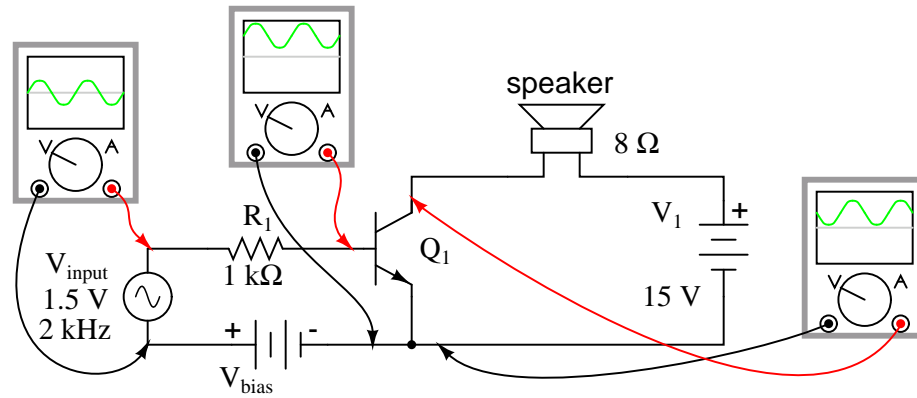 V A
V A
speaker
8 Ω
V A
R1
1 kΩ
Vinput
1.5 V
2 kHz
Q1
V1
+
15 V
+ -
Vbias